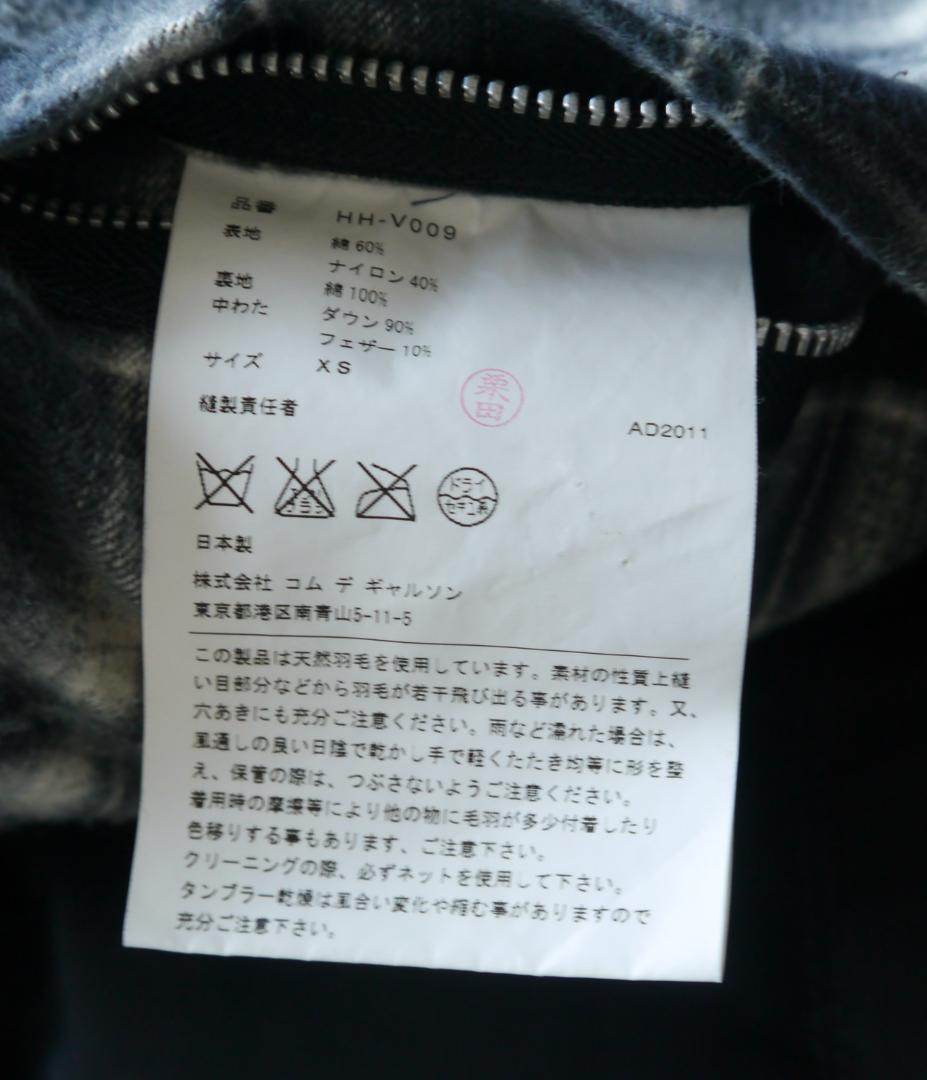 品番 HH-V009
表地 綿 60%
ナイロン 40%
裏地 綿 100%
中わた ダウン 90%
フェザー 10%
サイズ XS
縫製責任者 栗田
AD2011
エンソサラシ
ドライ
セキユ系
日本製
株式会社 コム デ ギャルソン
東京都港区南青山5-11-5
この製品は天然羽毛を使用しています。素材の性質上縫
い目部分などから羽毛が若干飛び出る事があります。又、
穴あきにも充分ご注意ください。雨など濡れた場合は、
風通しの良い日陰で乾かし手で軽くたたき均等に形を整
え、保管の際は、つぶさないようご注意ください。
着用時の摩擦等により他の物に毛羽が多少付着したり
色移りする事もあります、ご注意下さい。
クリーニングの際、必ずネットを使用して下さい。
タンブラー乾燥は風合い変化や縮む事がありますので
充分ご注意下さい。